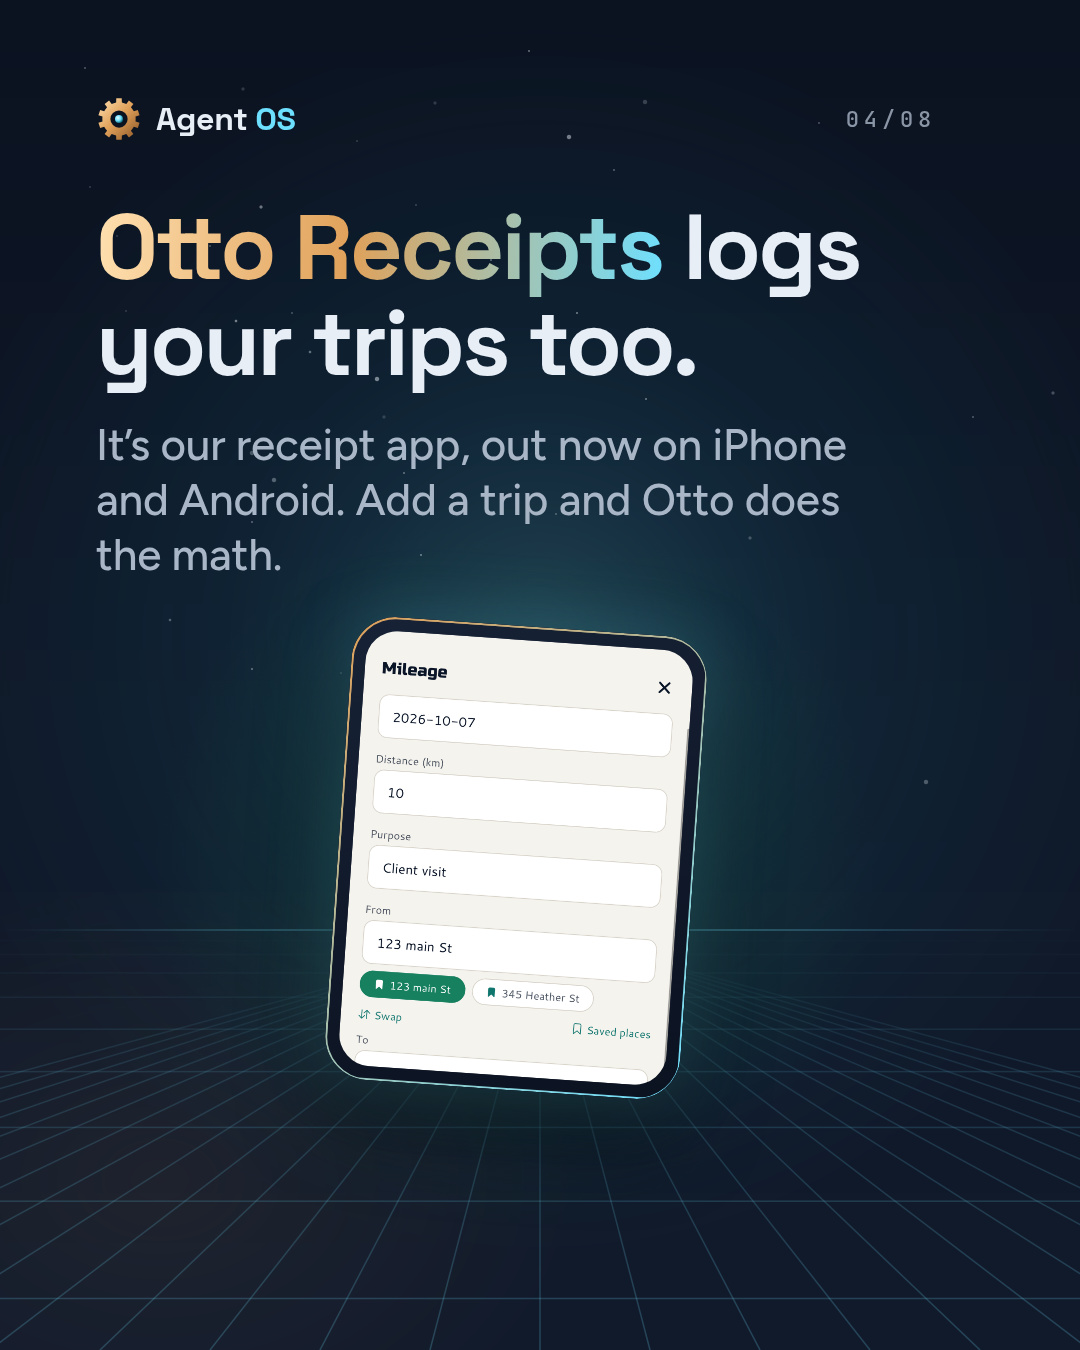 Agent OS
04/08
Otto Receipts logs
your trips too.
It’s our receipt app, out now on iPhone
and Android. Add a trip and Otto does
the math.
Mileage
2026-10-07
Distance (km)
10
Purpose
Client visit
From
123 main St
123 main St
345 Heather St
Swap
Saved places
To